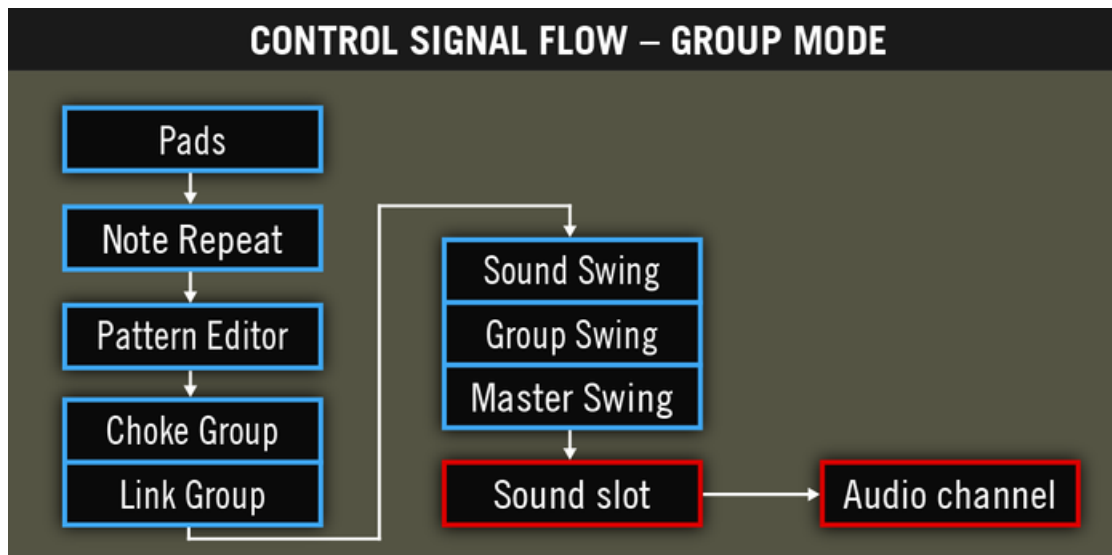 CONTROL SIGNAL FLOW – GROUP MODE
Pads
Note Repeat
Pattern Editor
Choke Group
Link Group
Sound Swing
Group Swing
Master Swing
Sound slot
Audio channel